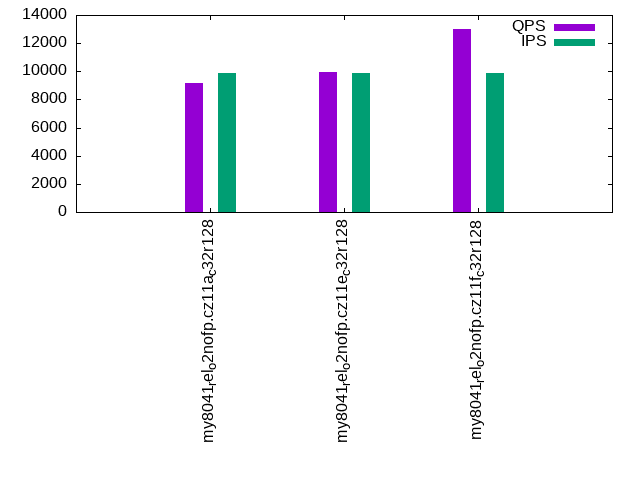 14000
12000
10000
8000
6000
4000
2000
0
QPS
IPS
my8041relo2nofp.cz11ac32r128
my8041relo2nofp.cz11ec32r128
my8041relo2nofp.cz11fc32r128